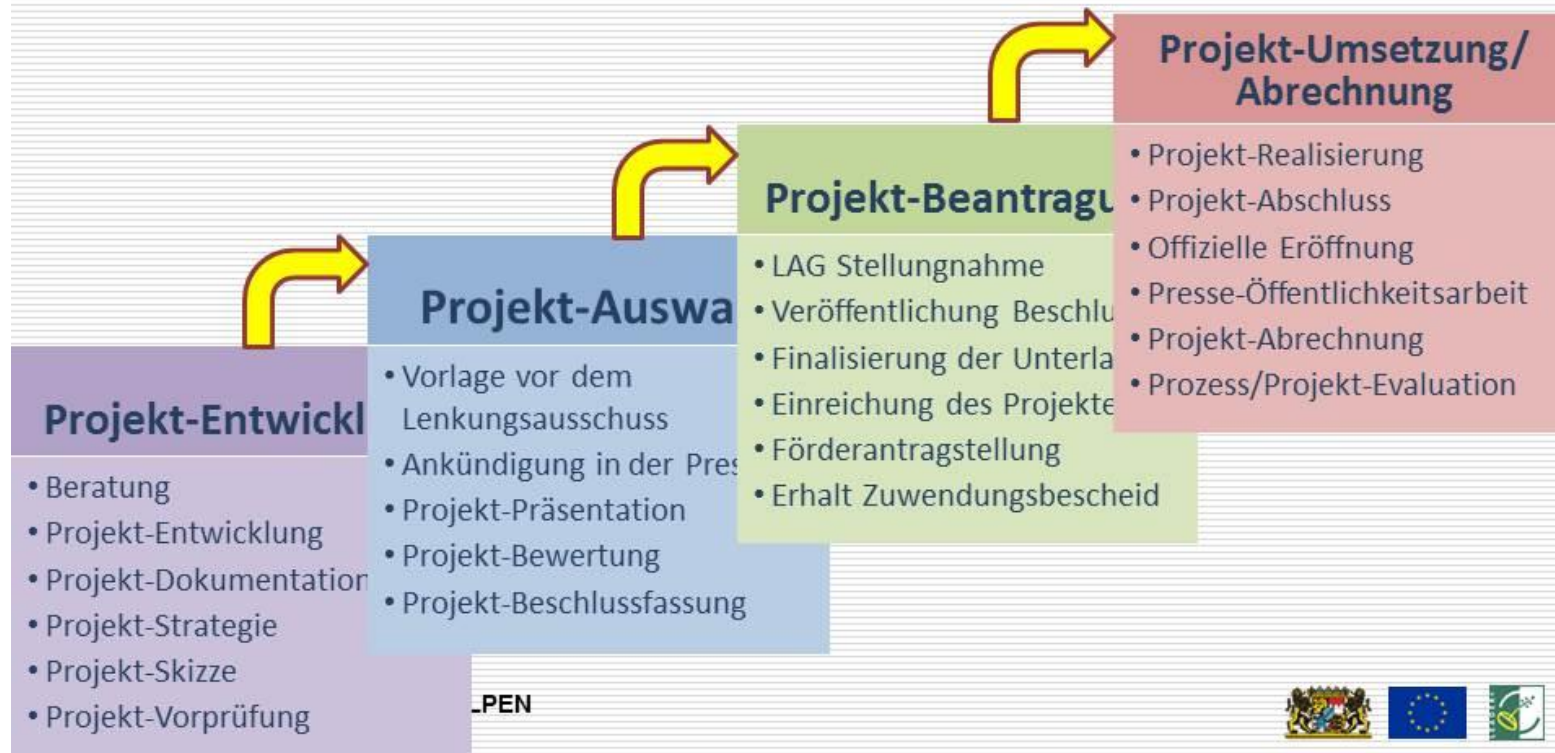 Projekt-Entwickl
• Beratung
• Projekt-Entwicklung
• Projekt-Dokumentation
• Projekt-Strategie
• Projekt-Skizze
• Projekt-Vorprüfung
Projekt-Auswa
• Vorlage vor dem
Lenkungsausschuss
• Ankündigung in der Pres
• Projekt-Präsentation
• Projekt-Bewertung
• Projekt-Beschlussfassung
Projekt-Beantragu
• LAG Stellungnahme
• Veröffentlichung Beschlu
• Finalisierung der Unterla
• Einreichung des Projekte
• Förderantragstellung
• Erhalt Zuwendungsbescheid
Projekt-Umsetzung/
Abrechnung
• Projekt-Realisierung
• Projekt-Abschluss
• Offizielle Eröffnung
• Presse-Öffentlichkeitsarbeit
• Projekt-Abrechnung
• Prozess/Projekt-Evaluation
LPEN